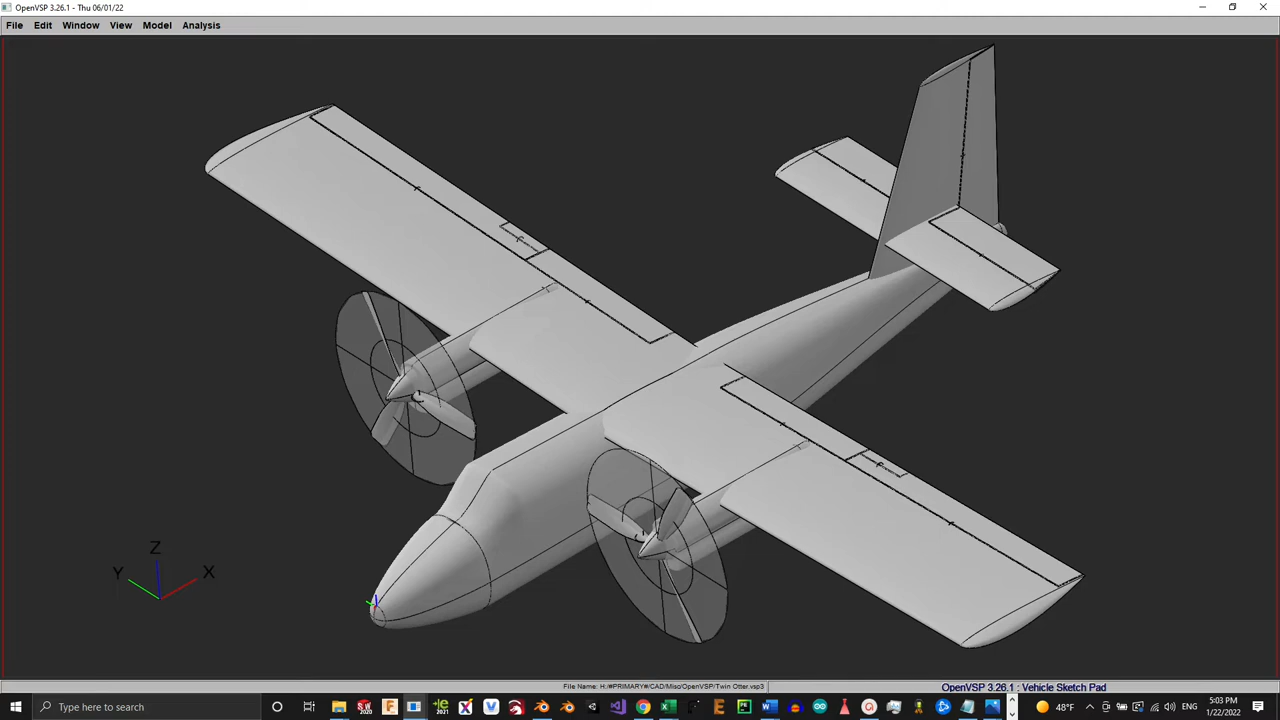 OpenVSP 3.26.1 - Thu 06/01/22
File Edit Window View Model Analysis
Z
Y X
File Name: H:/#PRIMARY#/CAD/Misc/OpenVSP/Twin Otter.vsp3
OpenVSP 3.26.1 : Vehicle Sketch Pad
Type here to search
2020
2021
48°F
5:03 PM
1/22/2022